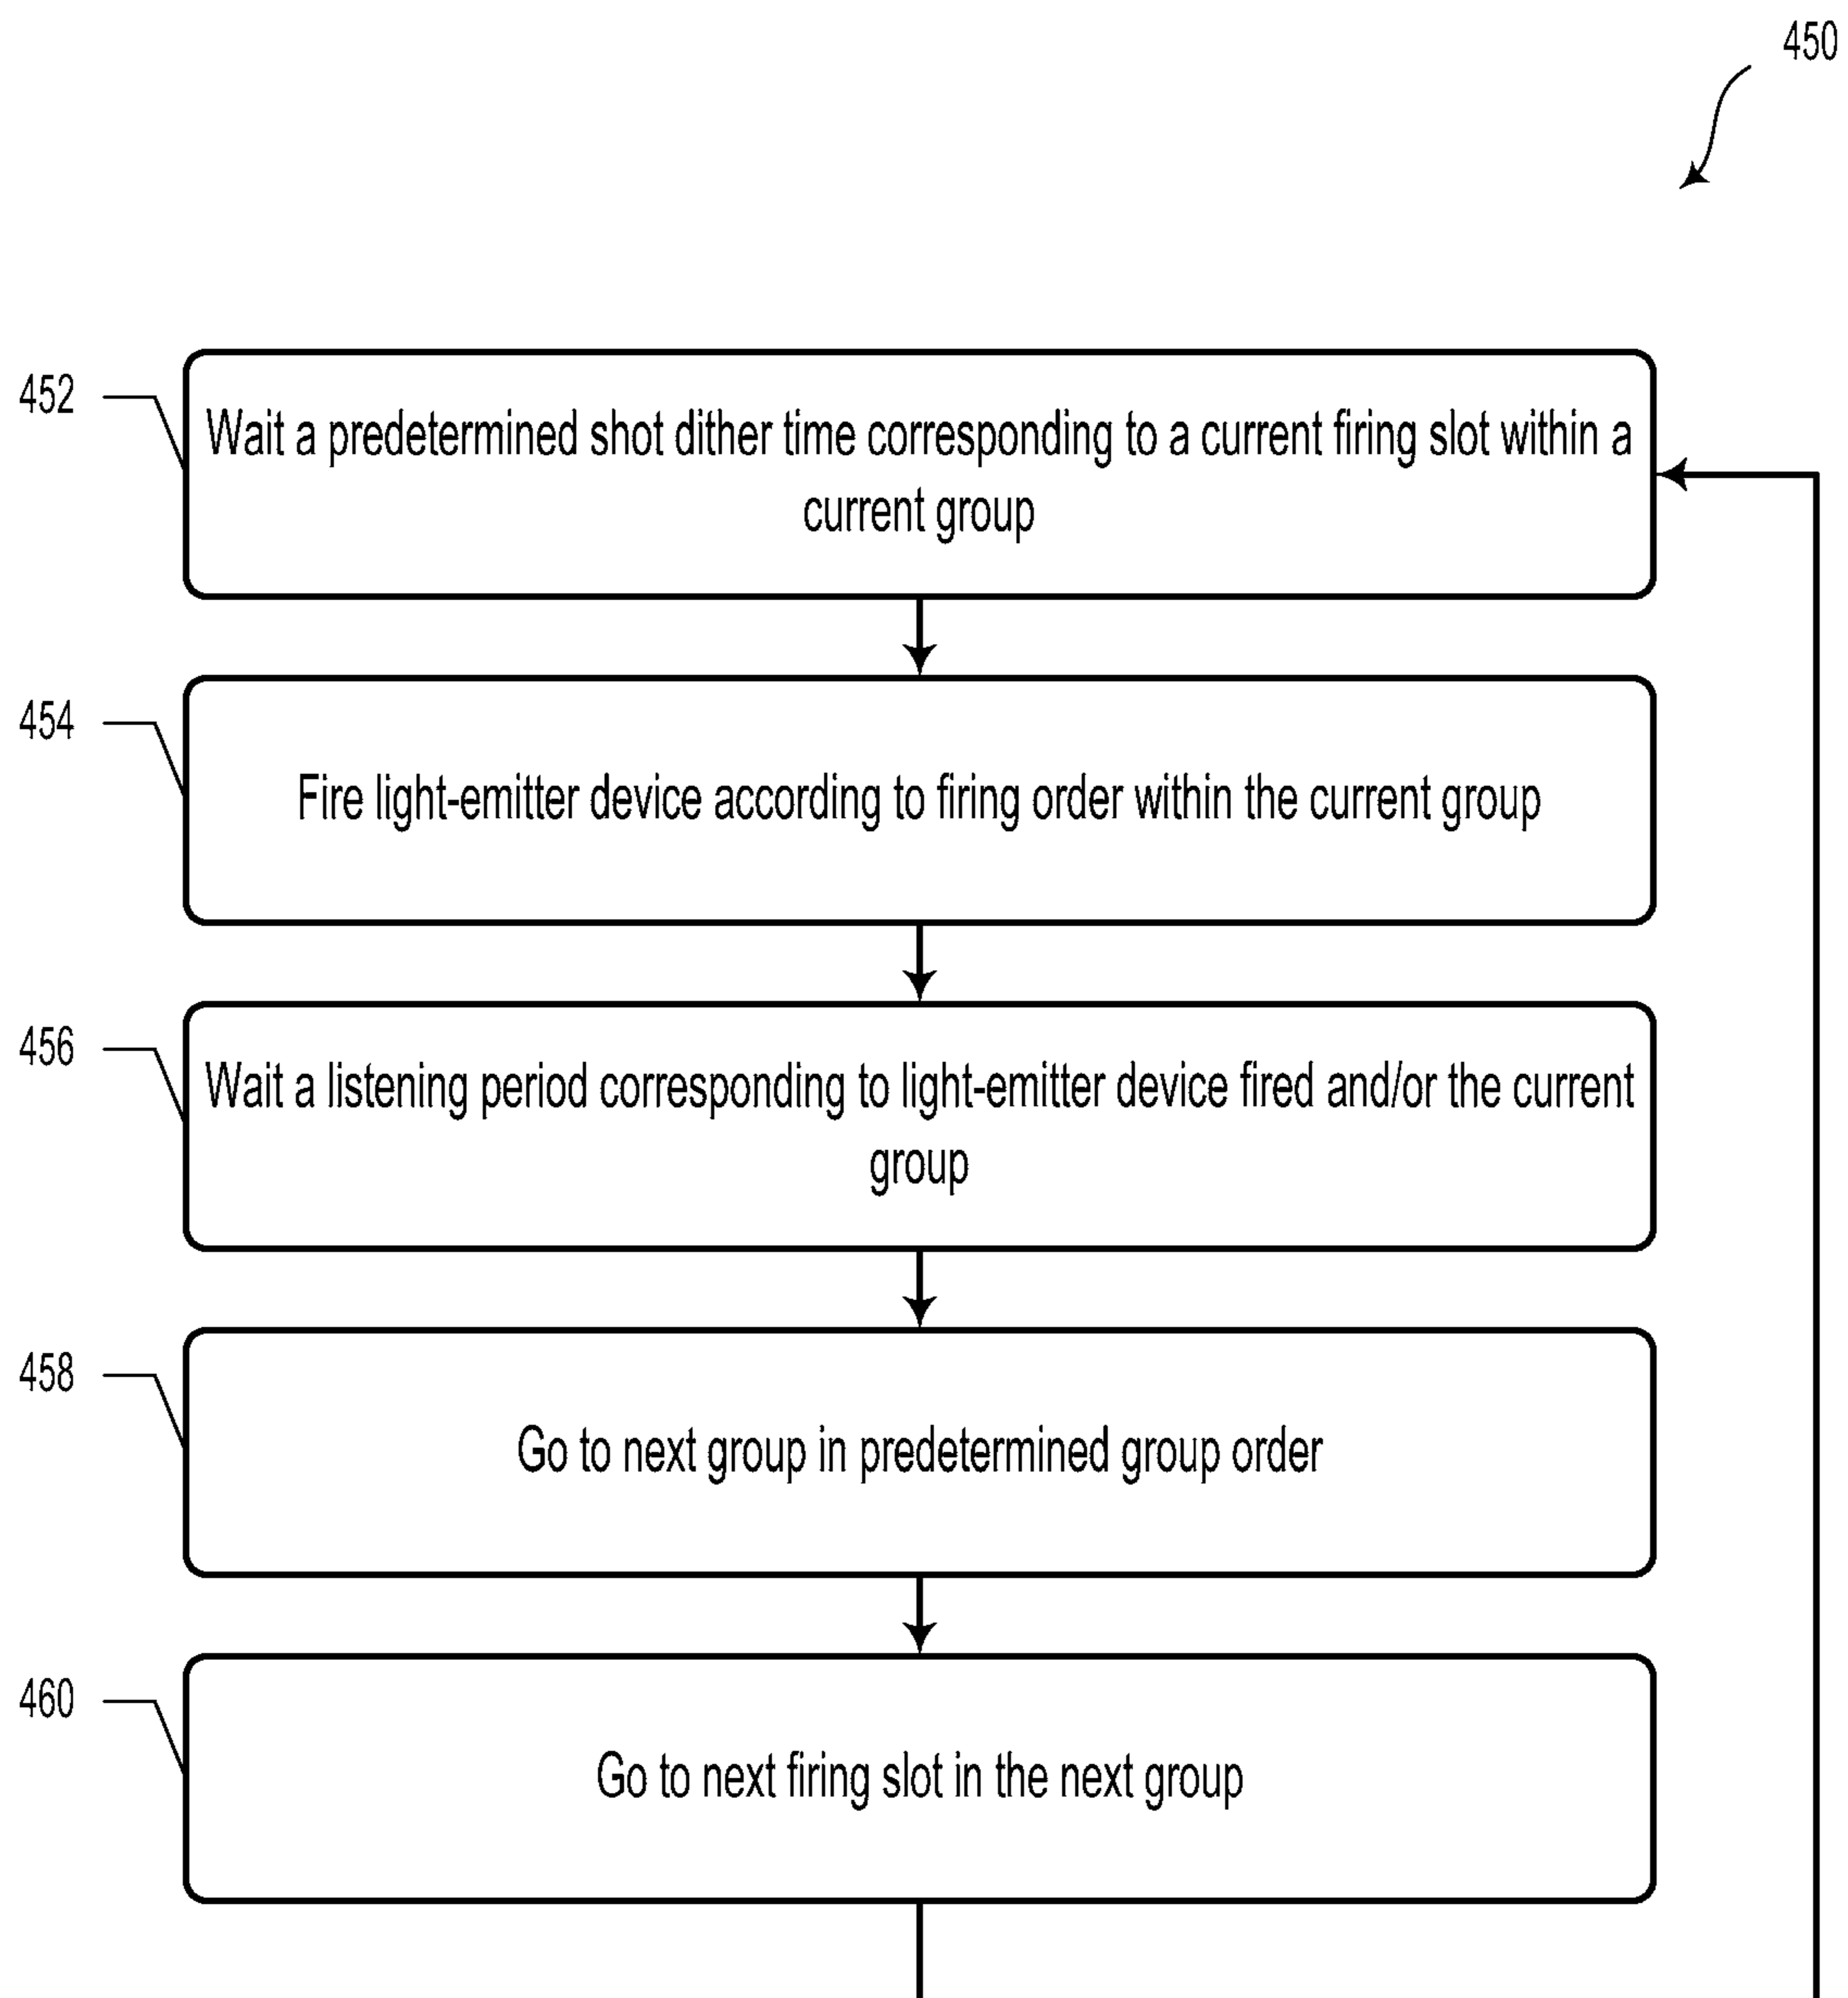 450
452
Wait a predetermined shot dither time corresponding to a current firing slot within a
current group
454
Fire light-emitter device according to firing order within the current group
456
Wait a listening period corresponding to light-emitter device fired and/or the current
group
458
Go to next group in predetermined group order
460
Go to next firing slot in the next group